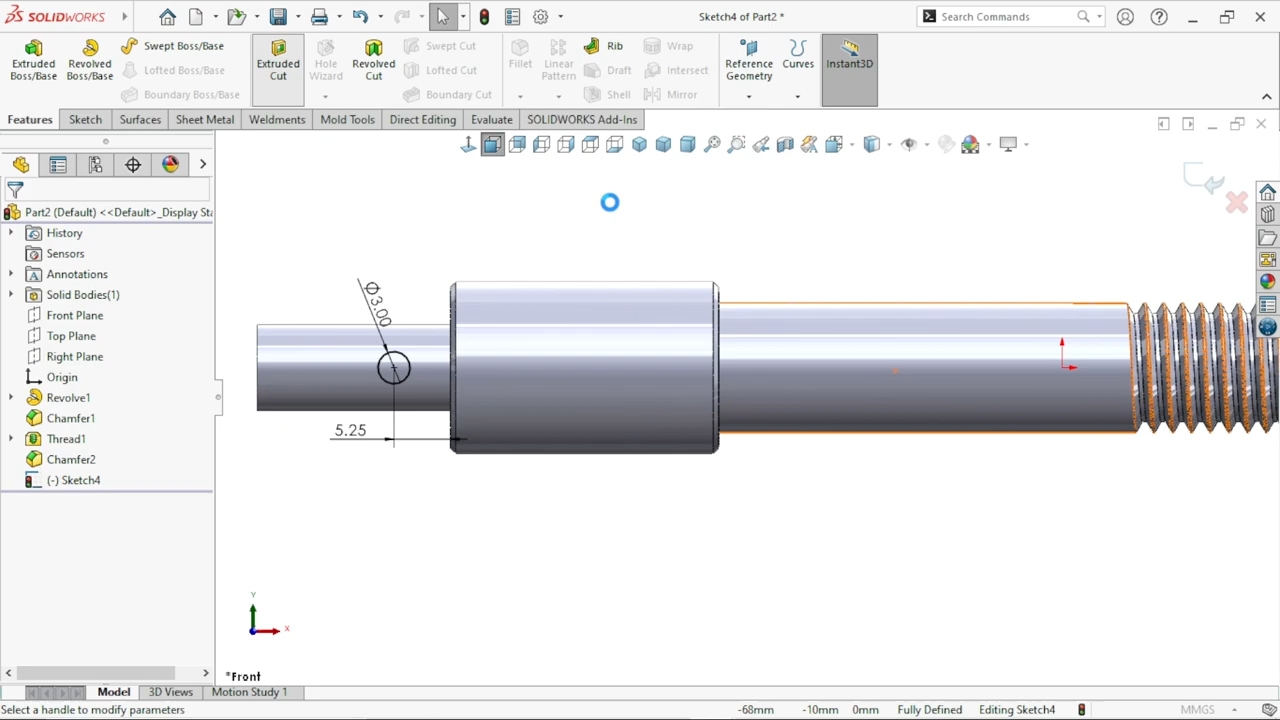 SOLIDWORKS
Sketch4 of Part2 *
Search Commands
Extruded Boss/Base
Revolved Boss/Base
Swept Boss/Base
Lofted Boss/Base
Boundary Boss/Base
Extruded Cut
Hole Wizard
Revolved Cut
Swept Cut
Lofted Cut
Boundary Cut
Fillet
Linear Pattern
Rib
Draft
Shell
Wrap
Intersect
Mirror
Reference Geometry
Curves
Instant3D
Features
Sketch
Surfaces
Sheet Metal
Weldments
Mold Tools
Direct Editing
Evaluate
SOLIDWORKS Add-Ins
Part2 (Default) <<Default>_Display Sta
History
Sensors
Annotations
Solid Bodies(1)
Front Plane
Top Plane
Right Plane
Origin
Revolve1
Chamfer1
Thread1
Chamfer2
(-) Sketch4
Ø3.00
5.25
Y
X
*Front
Model
3D Views
Motion Study 1
Select a handle to modify parameters
-68mm
-10mm
0mm
Fully Defined
Editing Sketch4
MMGS